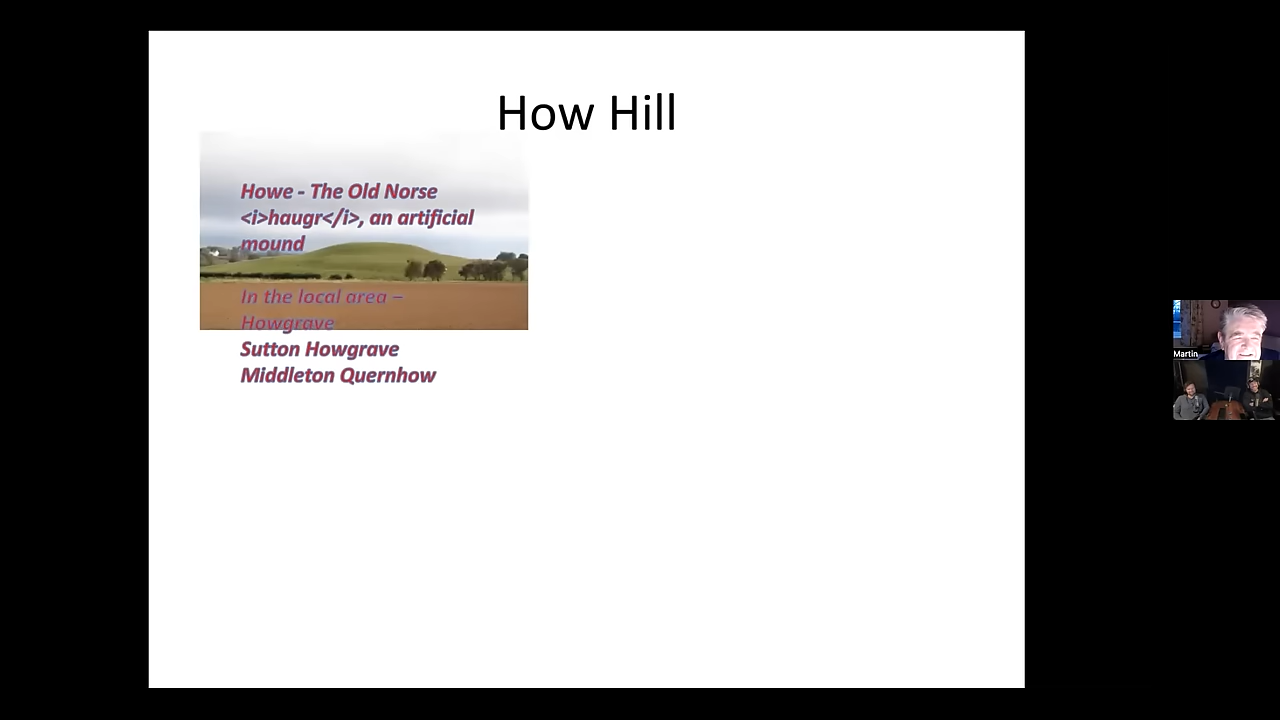 How Hill
Howe - The Old Norse
<i>haugr</i>, an artificial
mound
In the local area –
Howgrave
Sutton Howgrave
Middleton Quernhow
Martin